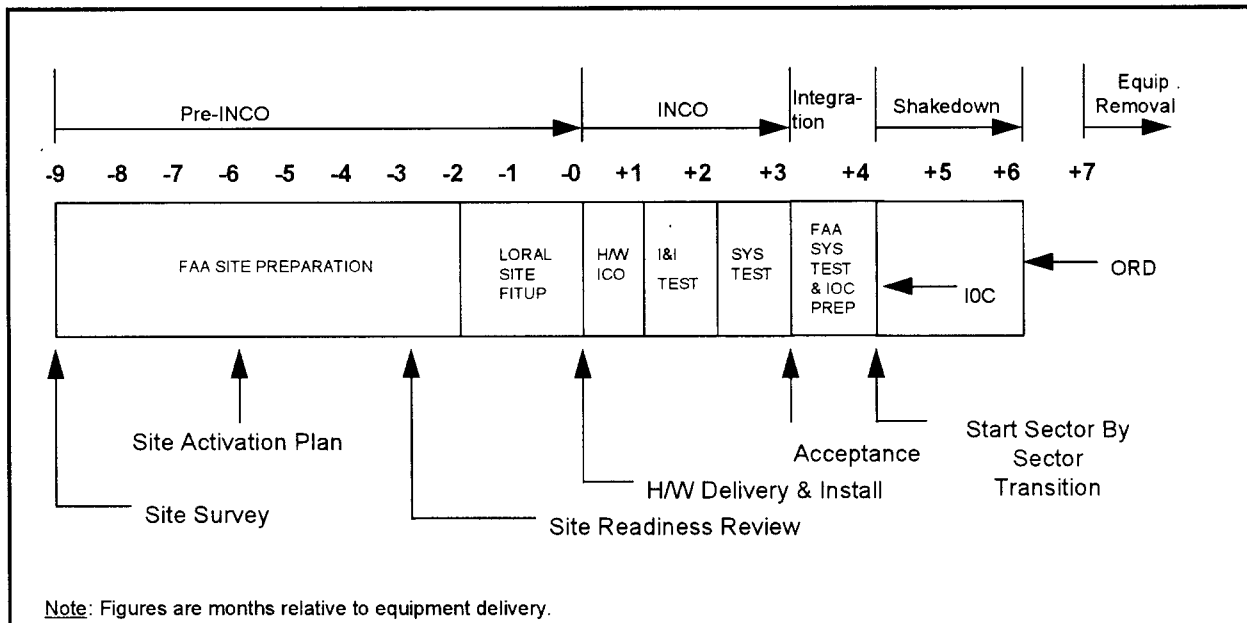 Pre-INCO
INCO
Integra-
tion
Shakedown
Equip .
Removal
-9 -8 -7 -6 -5 -4 -3 -2 -1 -0 +1 +2 +3 +4 +5 +6 +7
FAA SITE PREPARATION
LORAL
SITE
FITUP
H/W
ICO
I&I
TEST
SYS
TEST
FAA
SYS
TEST
& IOC
PREP
I0C
ORD
Site Activation Plan
Site Survey
Site Readiness Review
H/W Delivery & Install
Acceptance
Start Sector By
Sector
Transition
Note: Figures are months relative to equipment delivery.